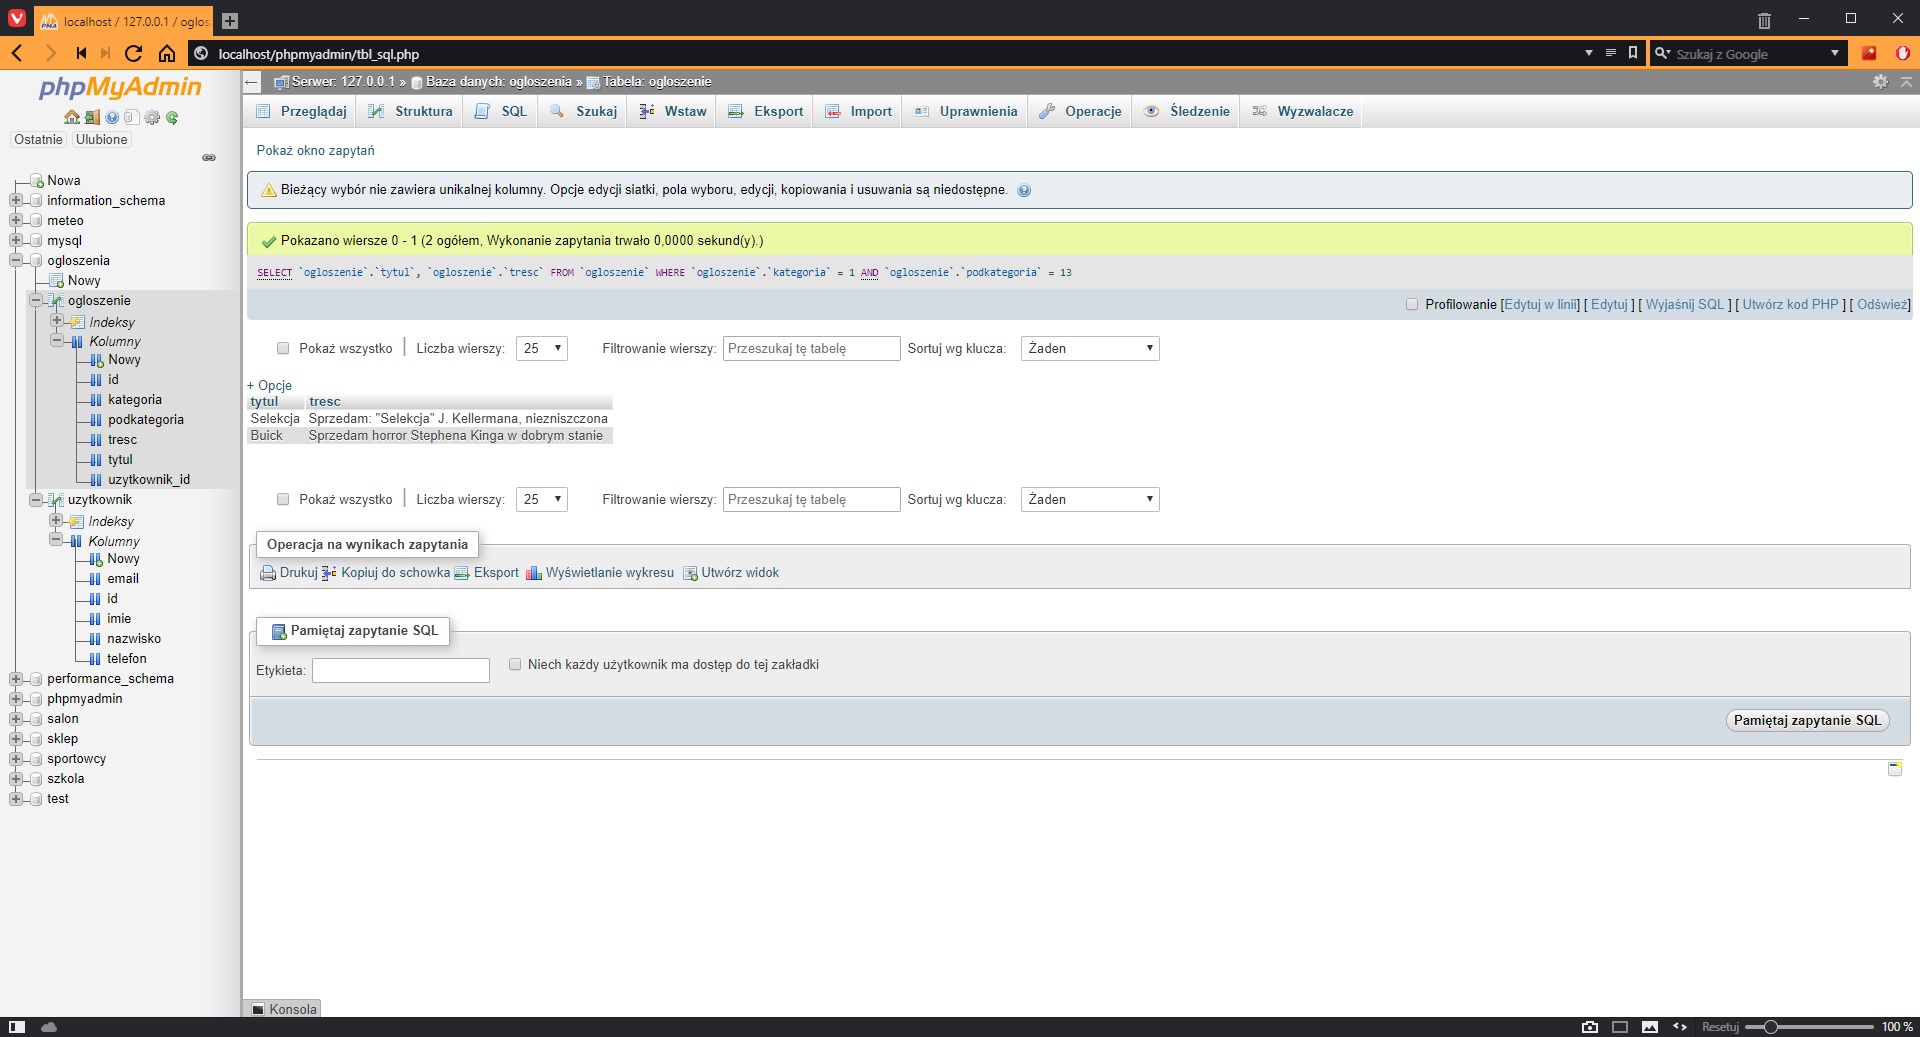 localhost / 127.0.0.1 / oglos
localhost/phpmyadmin/tbl_sql.php
Szukaj z Google
phpMyAdmin
Ostatnie Ulubione
Nowa
information_schema
meteo
mysql
ogloszenia
Nowy
ogloszenie
Indeksy
Kolumny
Nowy
id
kategoria
podkategoria
tresc
tytul
uzytkownik_id
uzytkownik
Indeksy
Kolumny
Nowy
email
id
imie
nazwisko
telefon
performance_schema
phpmyadmin
salon
sklep
sportowcy
szkola
test
Serwer: 127.0.0.1 » Baza danych: ogloszenia » Tabela: ogloszenie
Przeglądaj Struktura SQL Szukaj Wstaw Eksport Import Uprawnienia Operacje Śledzenie Wyzwalacze
Pokaż okno zapytań
Bieżący wybór nie zawiera unikalnej kolumny. Opcje edycji siatki, pola wyboru, edycji, kopiowania i usuwania są niedostępne.
Pokazano wiersze 0 - 1 (2 ogółem, Wykonanie zapytania trwało 0,0000 sekund(y).)
SELECT `ogloszenie`.`tytul`, `ogloszenie`.`tresc` FROM `ogloszenie` WHERE `ogloszenie`.`kategoria` = 1 AND `ogloszenie`.`podkategoria` = 13
Profilowanie [Edytuj w linii] [ Edytuj ] [ Wyjaśnij SQL ] [ Utwórz kod PHP ] [ Odśwież]
Pokaż wszystko | Liczba wierszy: 25 Filtrowanie wierszy: Przeszukaj tę tabelę Sortuj wg klucza: Żaden
+ Opcje
tytul tresc
Selekcja Sprzedam: "Selekcja" J. Kellermana, niezniszczona
Buick Sprzedam horror Stephena Kinga w dobrym stanie
Pokaż wszystko | Liczba wierszy: 25 Filtrowanie wierszy: Przeszukaj tę tabelę Sortuj wg klucza: Żaden
Operacja na wynikach zapytania
Drukuj Kopiuj do schowka Eksport Wyświetlanie wykresu Utwórz widok
Pamiętaj zapytanie SQL
Etykieta: Niech każdy użytkownik ma dostęp do tej zakładki
Pamiętaj zapytanie SQL
Konsola
Resetuj 100 %